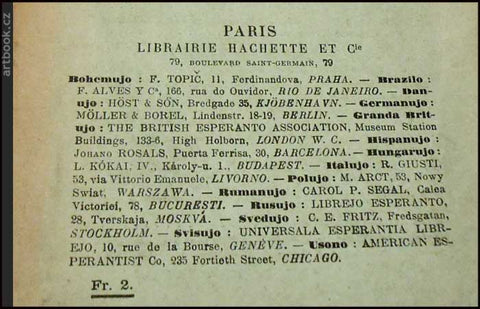 PARIS
LIBRAIRIE HACHETTE ET Cie
79, BOULEVARD SAINT-GERMAIN, 79
Bohemujo : F. TOPIČ, 11, Ferdinandova, PRAHA. — Brazilo :
F. ALVES Y Ca, 166, rua do Ouvidor, RIO DE JANEIRO. — Dan-
ujo : HÖST & SÖN, Bredgade 35, KJÖBENHAVN. — Germanujo :
MÖLLER & BOREL, Lindenstr. 18-19, BERLIN. — Granda Brit-
ujo : THE BRITISH ESPERANTO ASSOCIATION, Museum Station
Buildings, 133-6, High Holborn, LONDON W. C. — Hispanujo :
Johano ROSALS, Puerta Ferrisa, 30, BARCELONA. — Hungarujo :
L. KÓKAI, IV., Károly-u. 1., BUDAPEST. — Italujo : R. GIUSTI,
53, via Vittorio Emanuele, LIVORNO. — Polujo : M. ARCT, 53, Nowy
Swiat, WARSZAWA. — Rumanujo : CAROL P. SEGAL, Calea
Victoriei, 78, BUCURESTI. — Rusujo : LIBREJO ESPERANTO,
28, Tverskaja, MOSKVA. — Svedujo : C. E. FRITZ, Fredsgatan,
STOCKHOLM. — Svisujo : UNIVERSALA ESPERANTIA LIBR-
EJO, 10, rue de la Bourse, GENÈVE. — Usono : AMERICAN ES-
PERANTIST Co, 235 Fortieth Street, CHICAGO.
Fr. 2.
artbook.cz